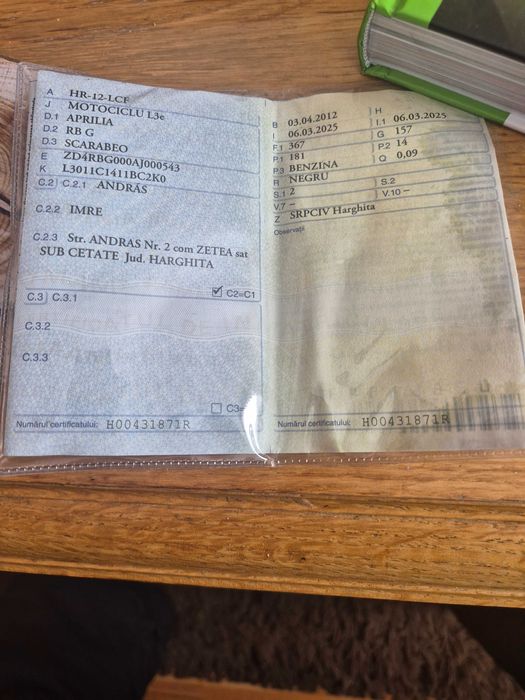 A HR-12-LCF
J MOTOCICLU L3e
D.1 APRILIA
D.2 RB G
D.3 SCARABEO
E ZD4RBG000AJ000543
K L3011C1411BC2K0
C.2 C.2.1 ANDRÁS
C.2.2 IMRE
C.2.3 Str. ANDRAS Nr. 2 com ZETEA sat
SUB CETATE Jud. HARGHITA
C2=C1
C.3 C.3.1
C.3.2
C.3.3
C3=
Numărul certificatului: H00431871R
B 03.04.2012 H
I 06.03.2025 I.1 06.03.2025
F.1 367 G 157
P.1 181 P.2 14
P.3 BENZINA Q 0,09
R NEGRU
S.1 2 S.2
V.7 – V.10 –
Z SRPCIV Harghita
Observații
Numărul certificatului: H00431871R